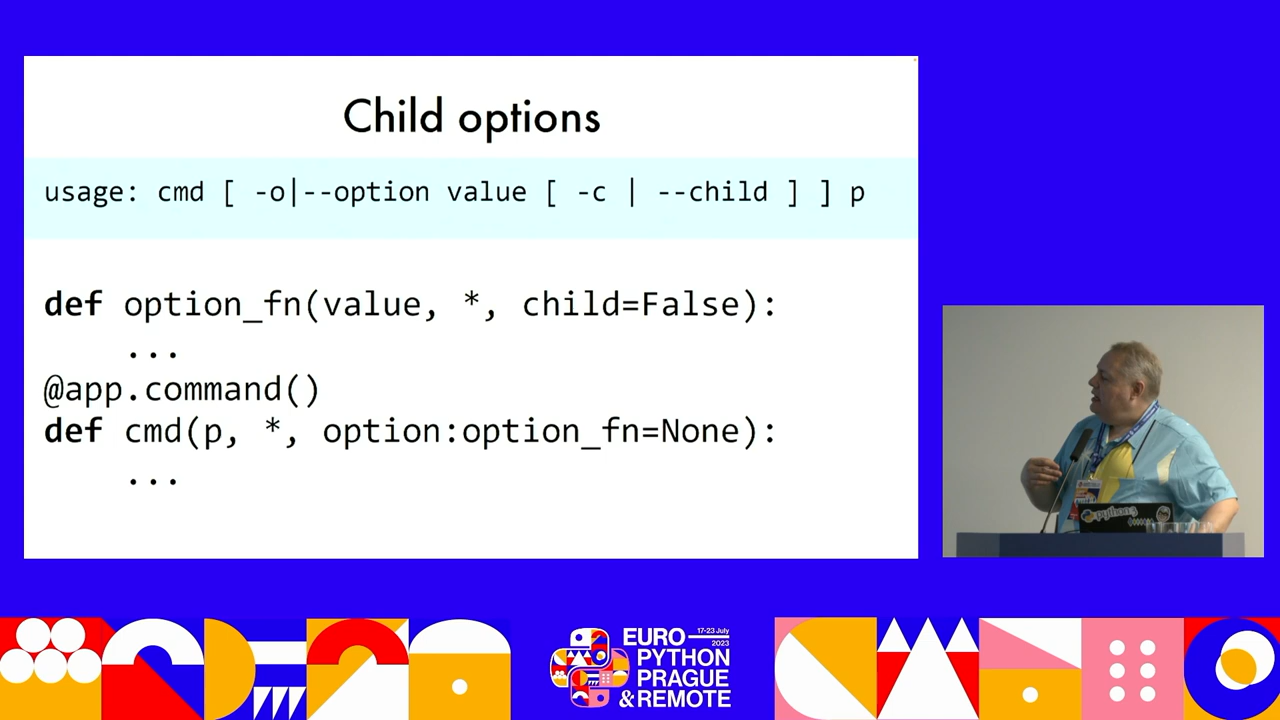 Child options
usage: cmd [ -o|--option value [ -c | --child ] ] p
def option_fn(value, *, child=False):
...
@app.command()
def cmd(p, *, option:option_fn=None):
...
python3
EURO
17-23 July
2023
PYTHON
PRAGUE
& REMOTE